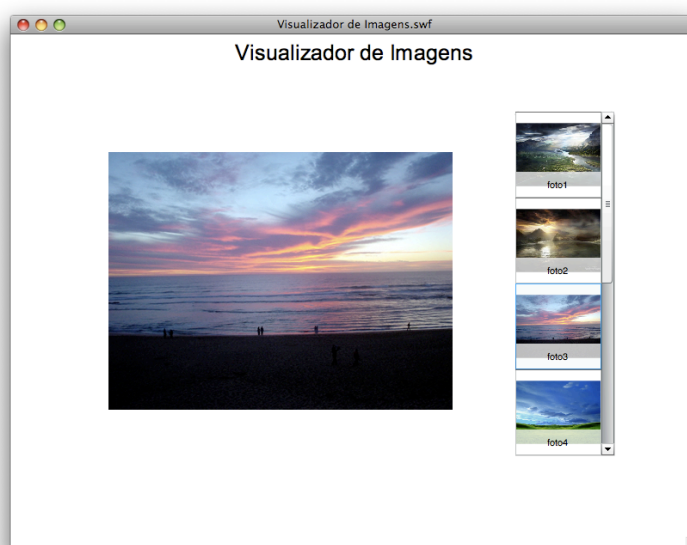 Visualizador de Imagens.swf
Visualizador de Imagens
foto1
foto2
foto3
foto4